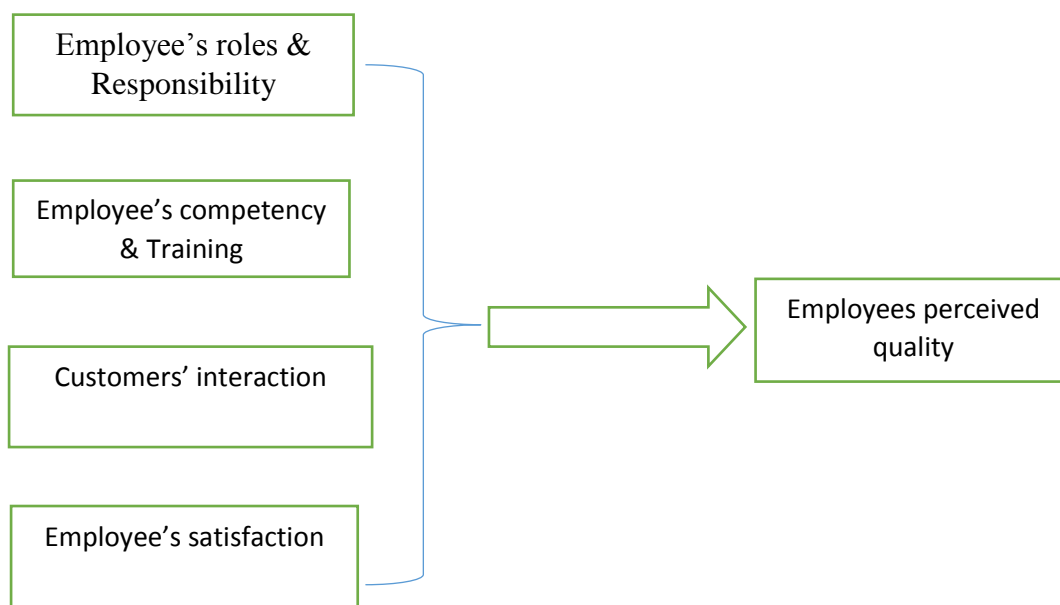 Employee’s roles &
Responsibility
Employee’s competency
& Training
Customers’ interaction
Employee’s satisfaction
Employees perceived
quality